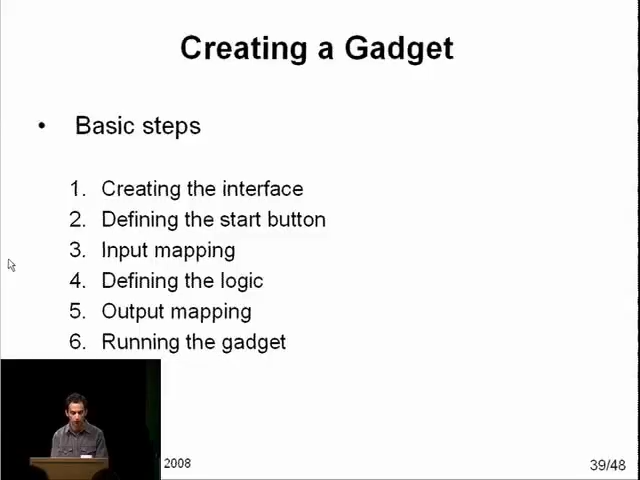 Creating a Gadget
• Basic steps
1. Creating the interface
2. Defining the start button
3. Input mapping
4. Defining the logic
5. Output mapping
6. Running the gadget
2008
39/48